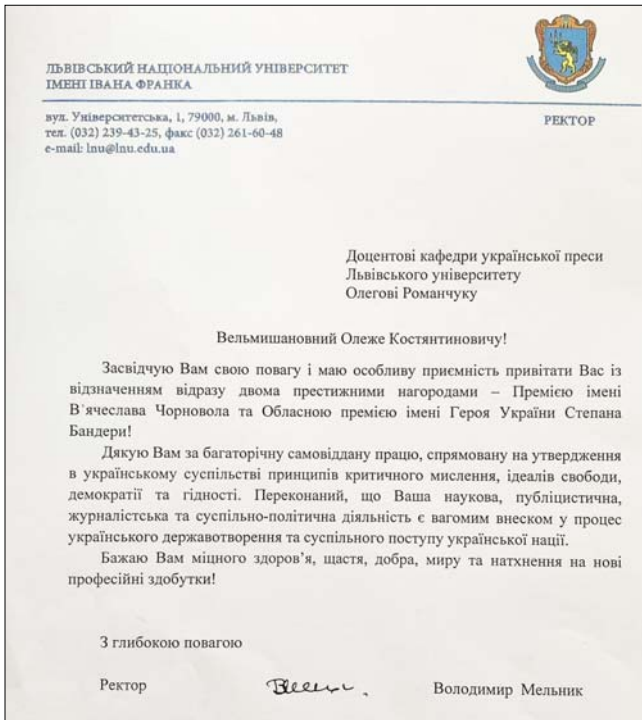 ЛЬВІВСЬКИЙ НАЦІОНАЛЬНИЙ УНІВЕРСИТЕТ
ІМЕНІ ІВАНА ФРАНКА
вул. Університетська, 1, 79000, м. Львів,
тел. (032) 239-43-25, факс (032) 261-60-48
e-mail: lnu@lnu.edu.ua
РЕКТОР
Доцентові кафедри української преси
Львівського університету
Олегові Романчуку
Вельмишановний Олеже Костянтиновичу!
Засвідчую Вам свою повагу і маю особливу приємність привітати Вас із
відзначенням відразу двома престижними нагородами – Премією імені
В`ячеслава Чорновола та Обласною премією імені Героя України Степана
Бандери!
Дякую Вам за багаторічну самовіддану працю, спрямовану на утвердження
в українському суспільстві принципів критичного мислення, ідеалів свободи,
демократії та гідності. Переконаний, що Ваша наукова, публіцистична,
журналістська та суспільно-політична діяльність є вагомим внеском у процес
українського державотворення та суспільного поступу української нації.
Бажаю Вам міцного здоров’я, щастя, добра, миру та натхнення на нові
професійні здобутки!
З глибокою повагою
Ректор Володимир Мельник